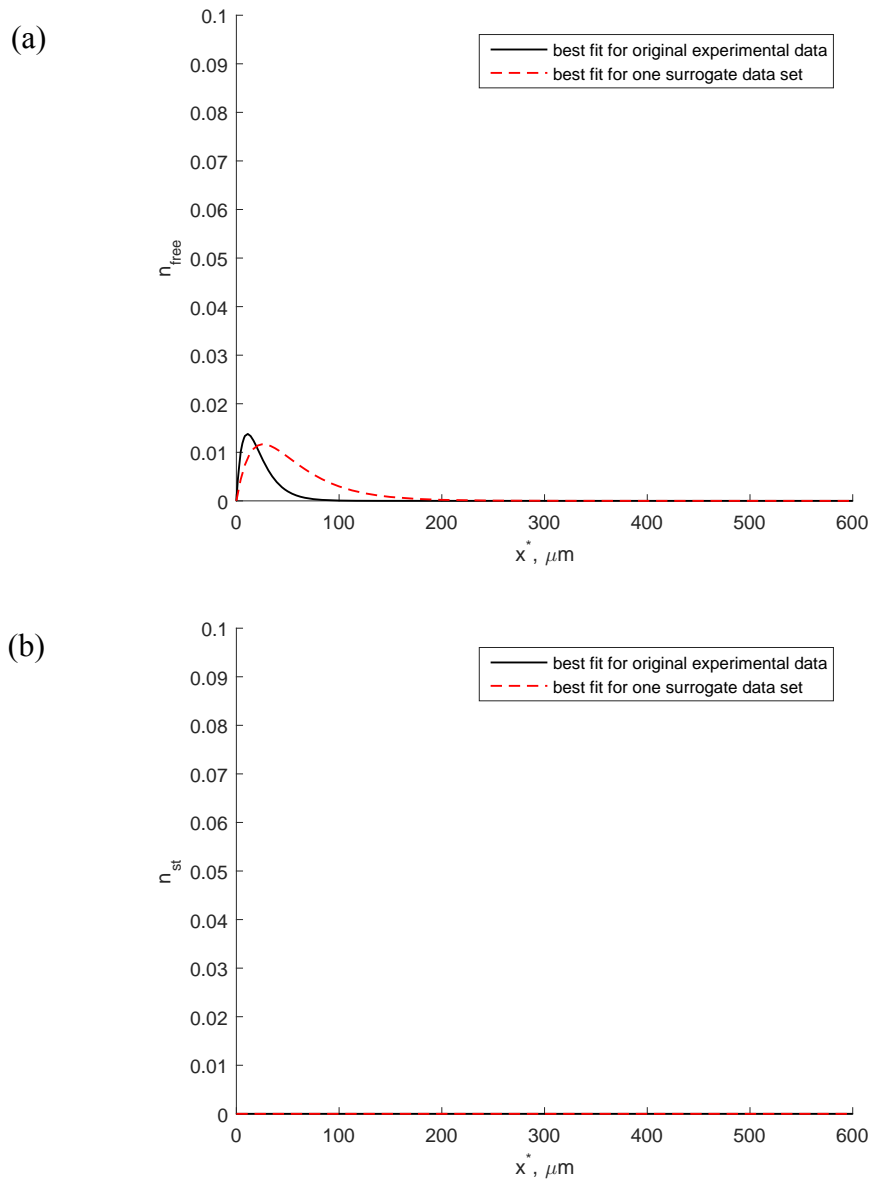 (a)
0.1
0.09
0.08
0.07
0.06
0.05
0.04
0.03
0.02
0.01
0
n_free
best fit for original experimental data
best fit for one surrogate data set
0 100 200 300 400 500 600
x*, μm
(b)
0.1
0.09
0.08
0.07
0.06
0.05
0.04
0.03
0.02
0.01
0
n_st
best fit for original experimental data
best fit for one surrogate data set
0 100 200 300 400 500 600
x*, μm